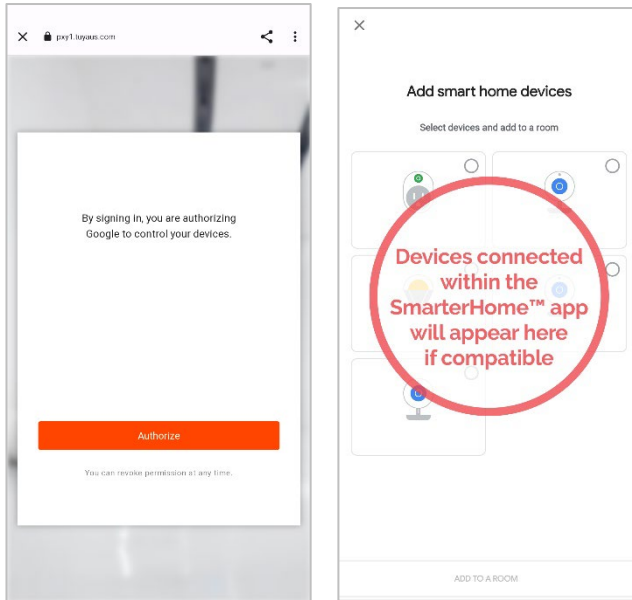 pxy1.tuyaus.com
By signing in, you are authorizing
Google to control your devices.
Authorize
You can revoke permission at any time.
Add smart home devices
Select devices and add to a room
Devices connected
within the
SmarterHome™ app
will appear here
if compatible
ADD TO A ROOM